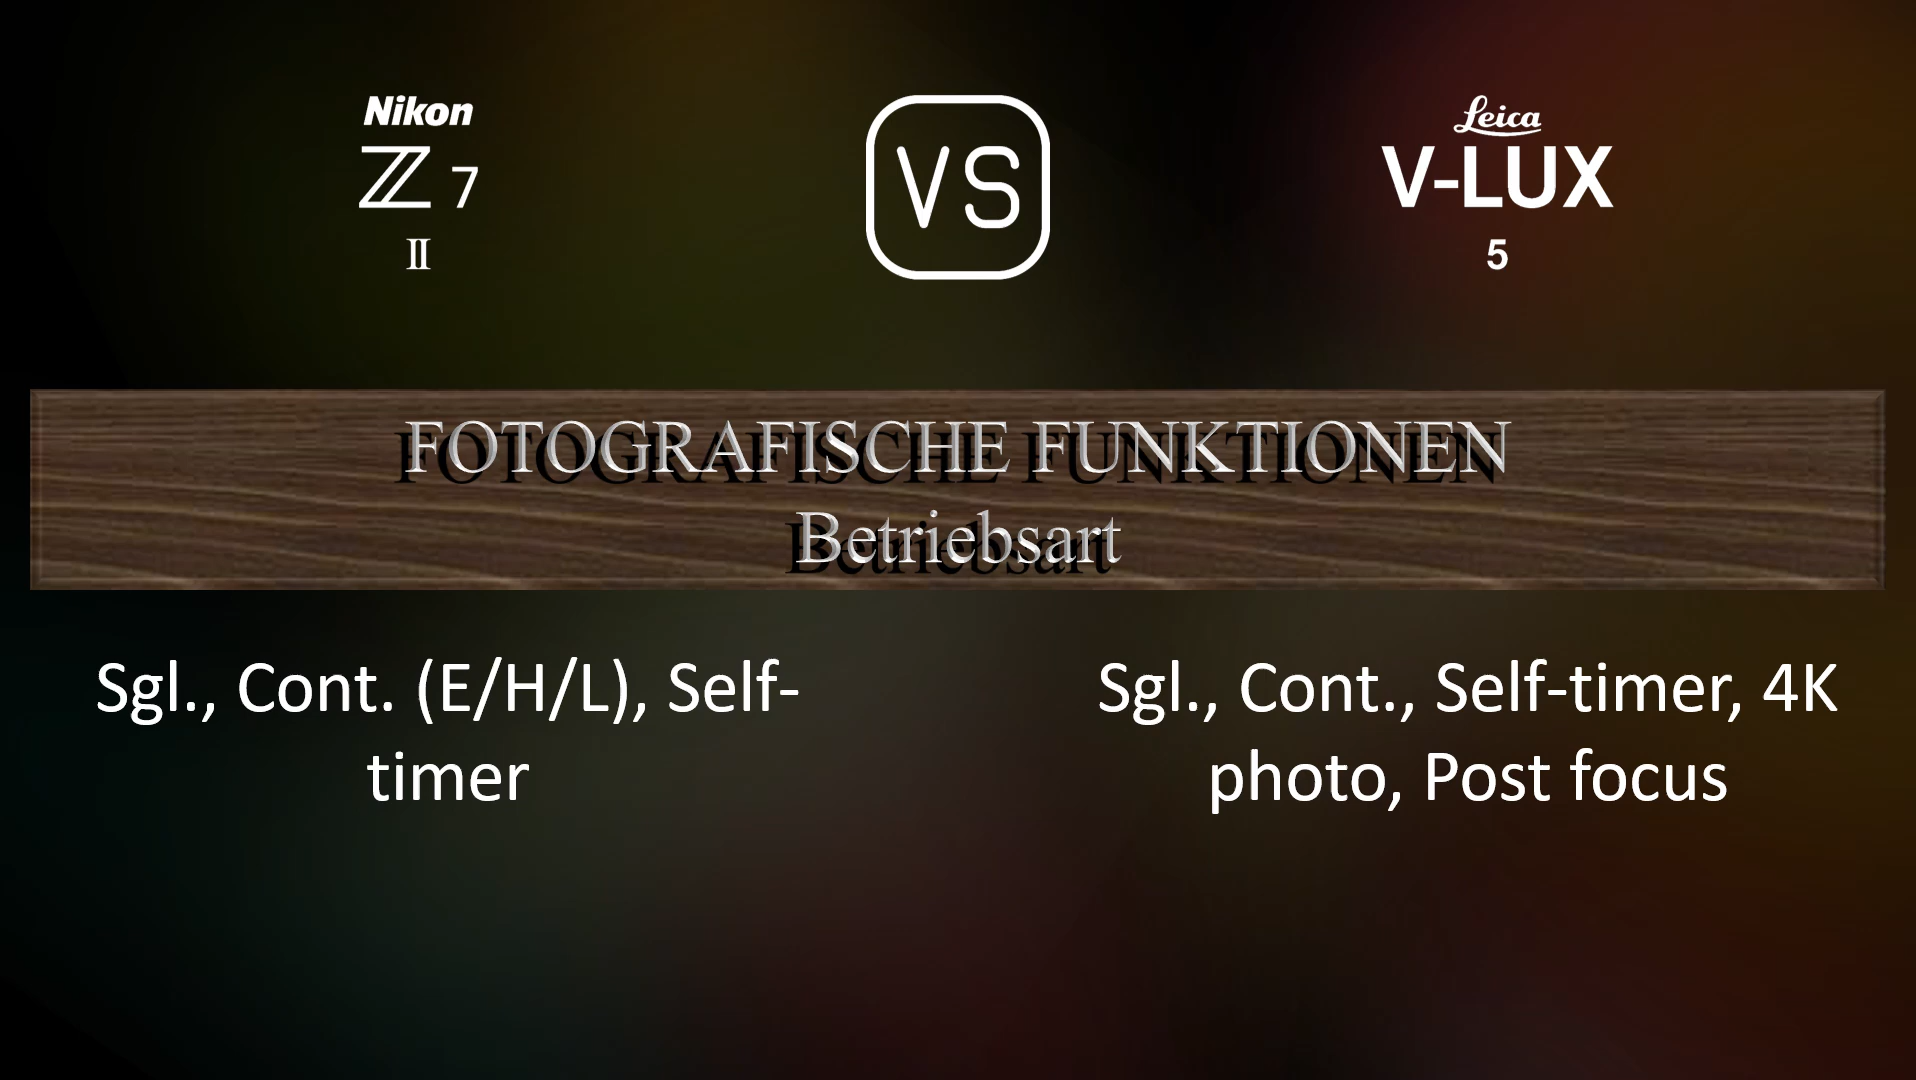 Nikon
Z 7
II
VS
Leica
V-LUX
5
FOTOGRAFISCHE FUNKTIONEN
Betriebsart
Sgl., Cont. (E/H/L), Self-
timer
Sgl., Cont., Self-timer, 4K
photo, Post focus